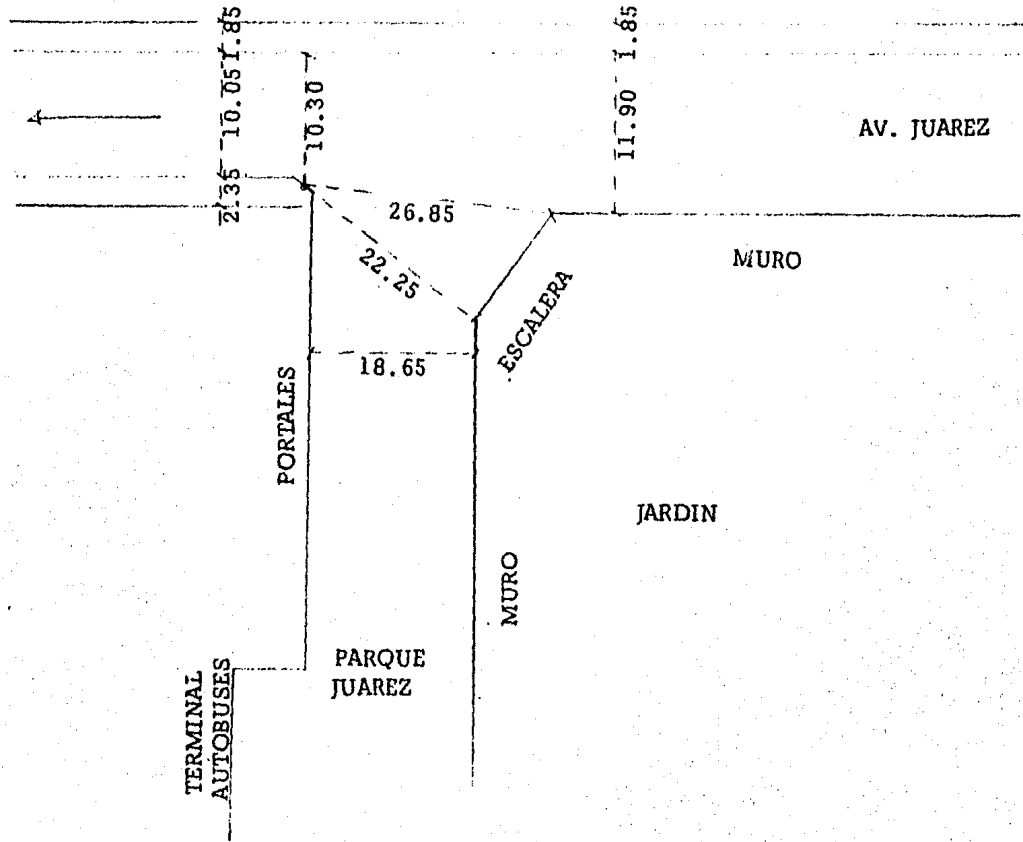 1.85
10.05
2.35
10.30
1.85
11.90
AV. JUAREZ
26.85
22.25
MURO
ESCALERA
18.65
PORTALES
JARDIN
MURO
PARQUE
JUAREZ
TERMINAL
AUTOBUSES